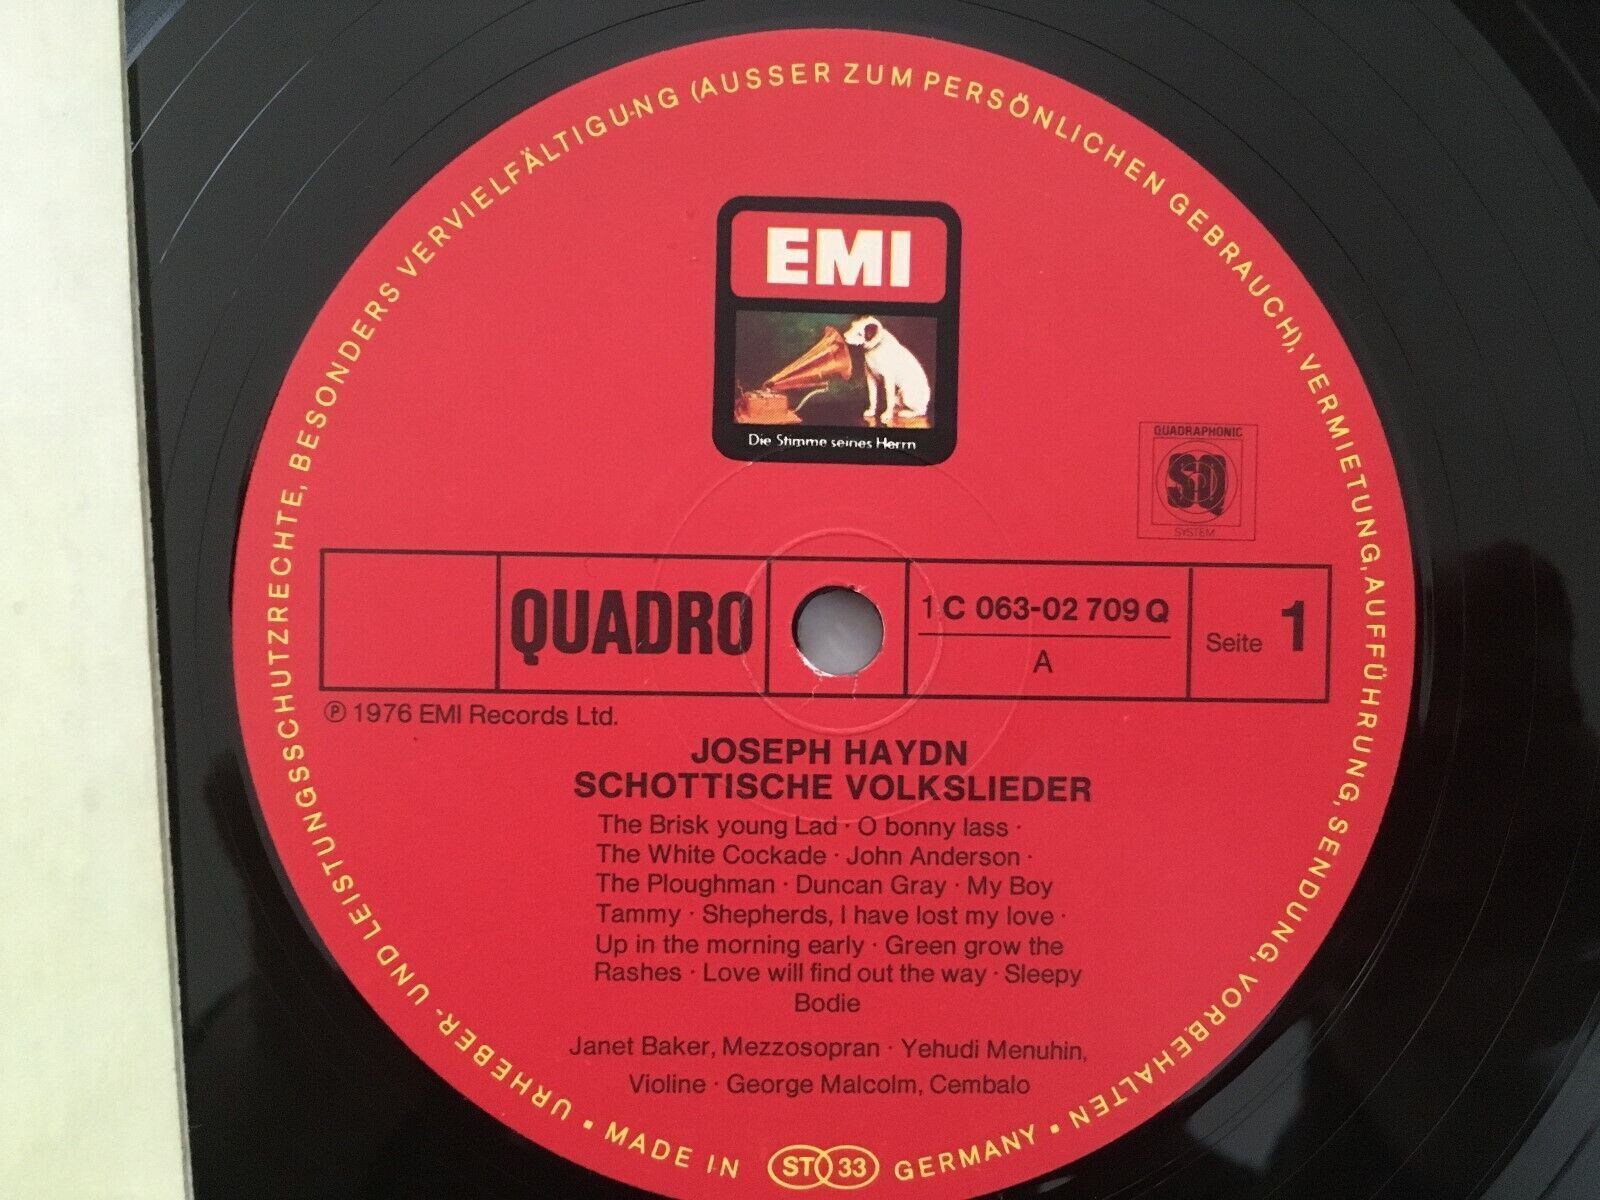 EMI
Die Stimme seines Herrn
QUADRAPHONIC
SQ
SYSTEM
QUADRO
1 C 063-02 709 Q
A
Seite 1
℗ 1976 EMI Records Ltd.
JOSEPH HAYDN
SCHOTTISCHE VOLKSLIEDER
The Brisk young Lad · O bonny lass ·
The White Cockade · John Anderson ·
The Ploughman · Duncan Gray · My Boy
Tammy · Shepherds, I have lost my love ·
Up in the morning early · Green grow the
Rashes · Love will find out the way · Sleepy
Bodie
Janet Baker, Mezzosopran · Yehudi Menuhin,
Violine · George Malcolm, Cembalo
URHEBER- UND LEISTUNGSSCHUTZRECHTE, BESONDERS VERVIELFÄLTIGUNG (AUSSER ZUM PERSÖNLICHEN GEBRAUCH), VERMIETUNG, AUFFÜHRUNG, SENDUNG, VORBEHALTEN •
• MADE IN ST 33 GERMANY